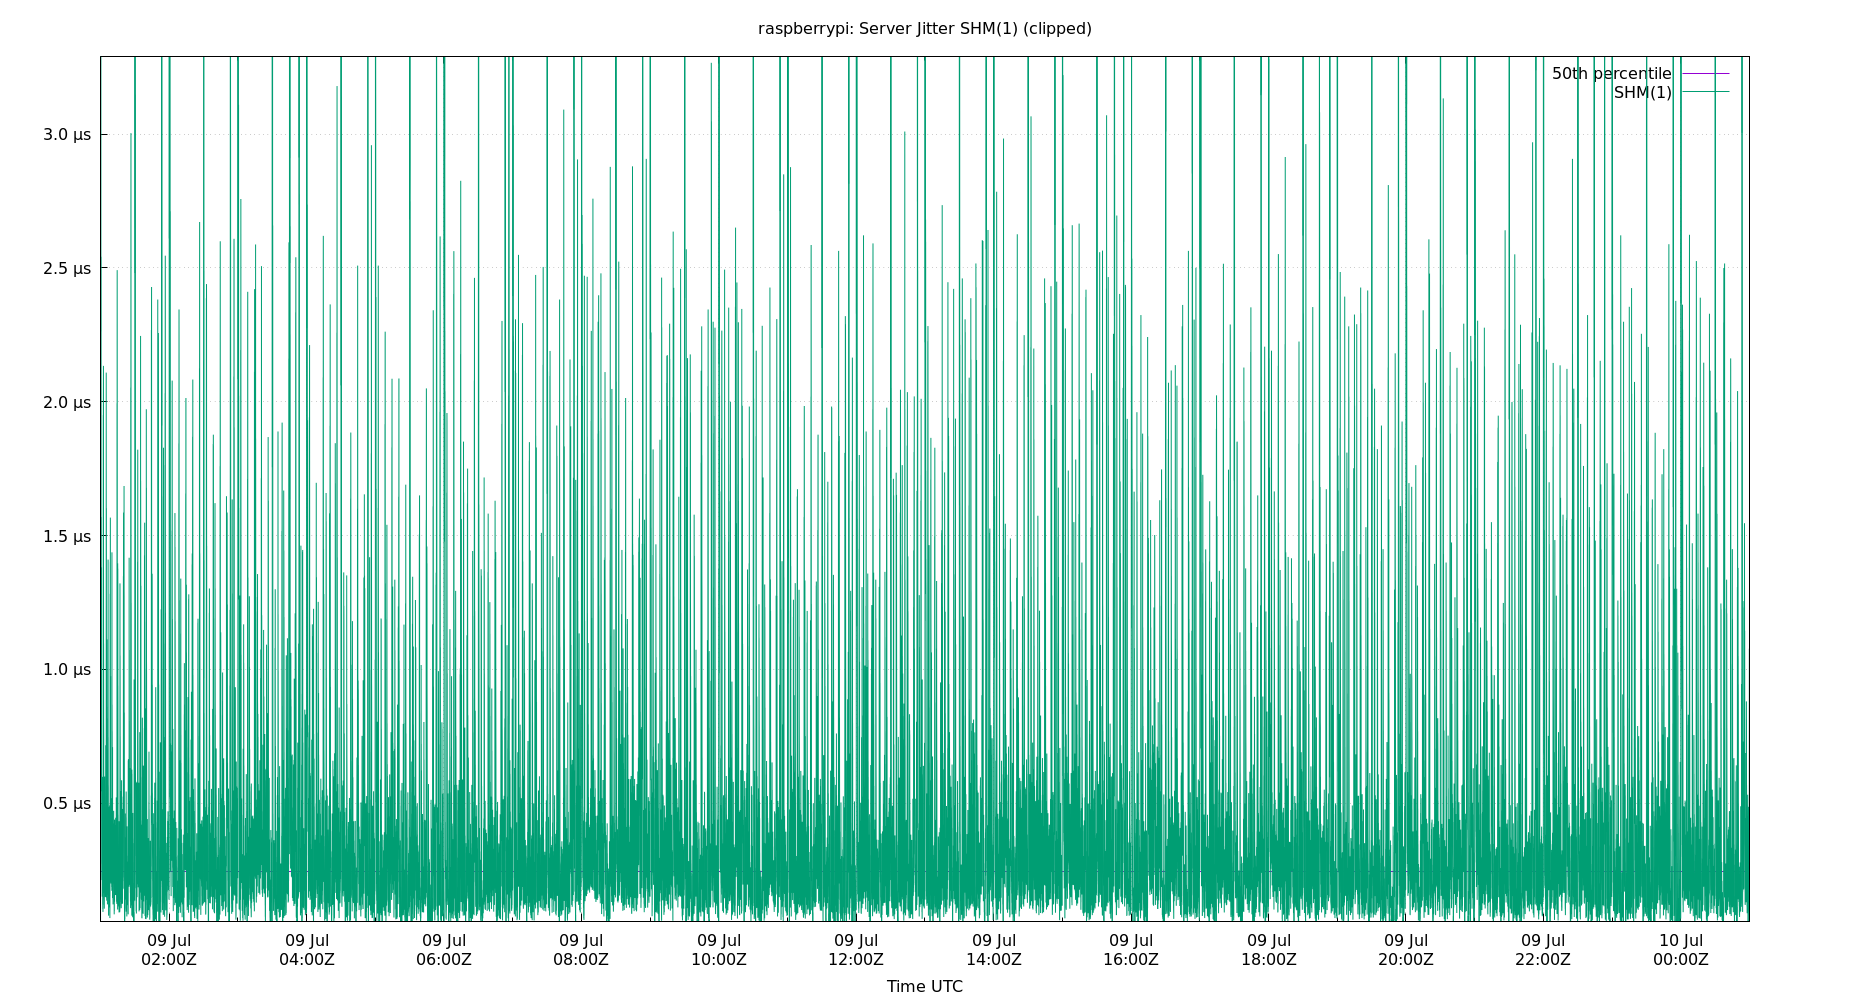 raspberrypi: Server Jitter SHM(1) (clipped)
50th percentile
SHM(1)
3.0 µs
2.5 µs
2.0 µs
1.5 µs
1.0 µs
0.5 µs
09 Jul 09 Jul 09 Jul 09 Jul 09 Jul 09 Jul 09 Jul 09 Jul 09 Jul 09 Jul 09 Jul 10 Jul
02:00Z 04:00Z 06:00Z 08:00Z 10:00Z 12:00Z 14:00Z 16:00Z 18:00Z 20:00Z 22:00Z 00:00Z
Time UTC